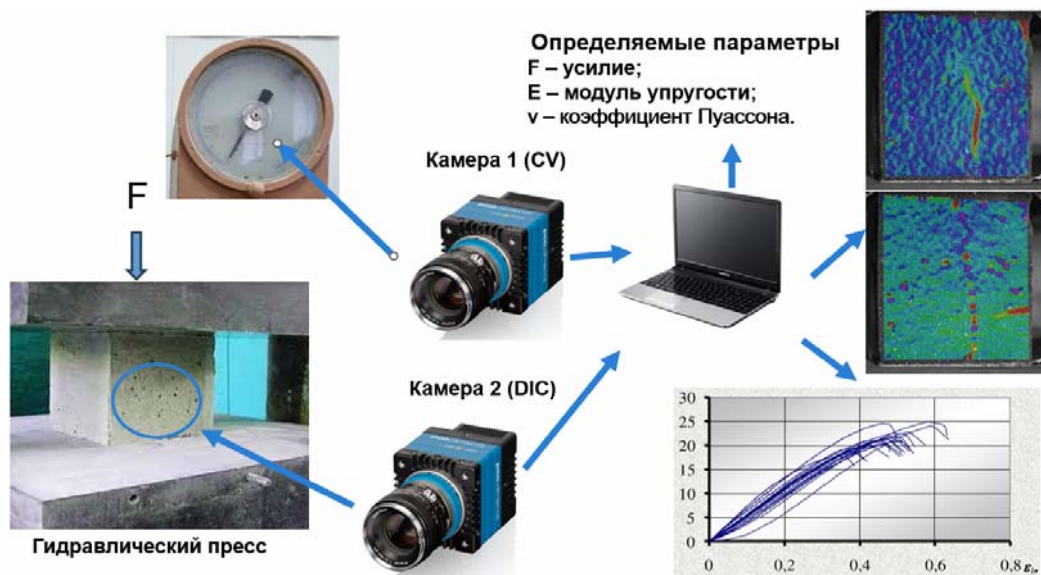 Определяемые параметры
F – усилие;
E – модуль упругости;
ν – коэффициент Пуассона.
Камера 1 (CV)
F
Камера 2 (DIC)
Гидравлический пресс
30
25
20
15
10
5
0
0
0,2
0,4
0,6
0,8